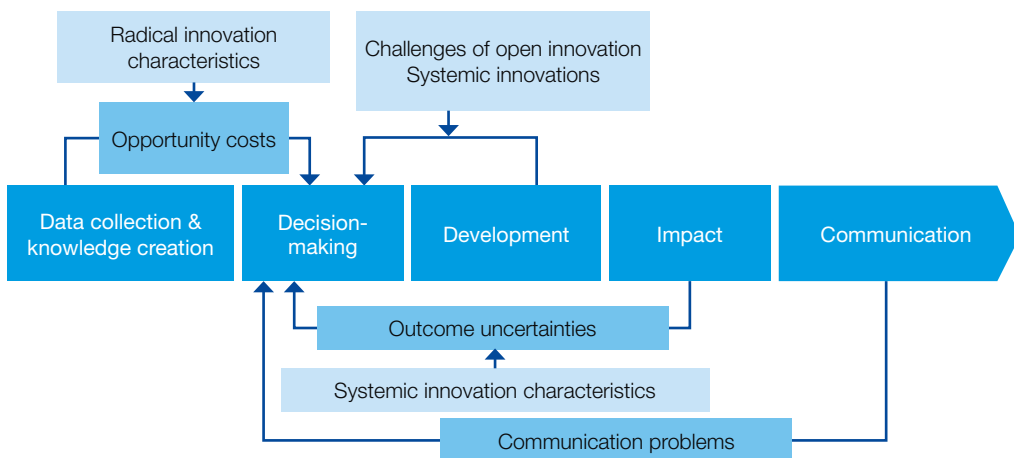 Radical innovation
characteristics
Challenges of open innovation
Systemic innovations
Opportunity costs
Data collection &
knowledge creation
Decision-
making
Development
Impact
Communication
Outcome uncertainties
Systemic innovation characteristics
Communication problems